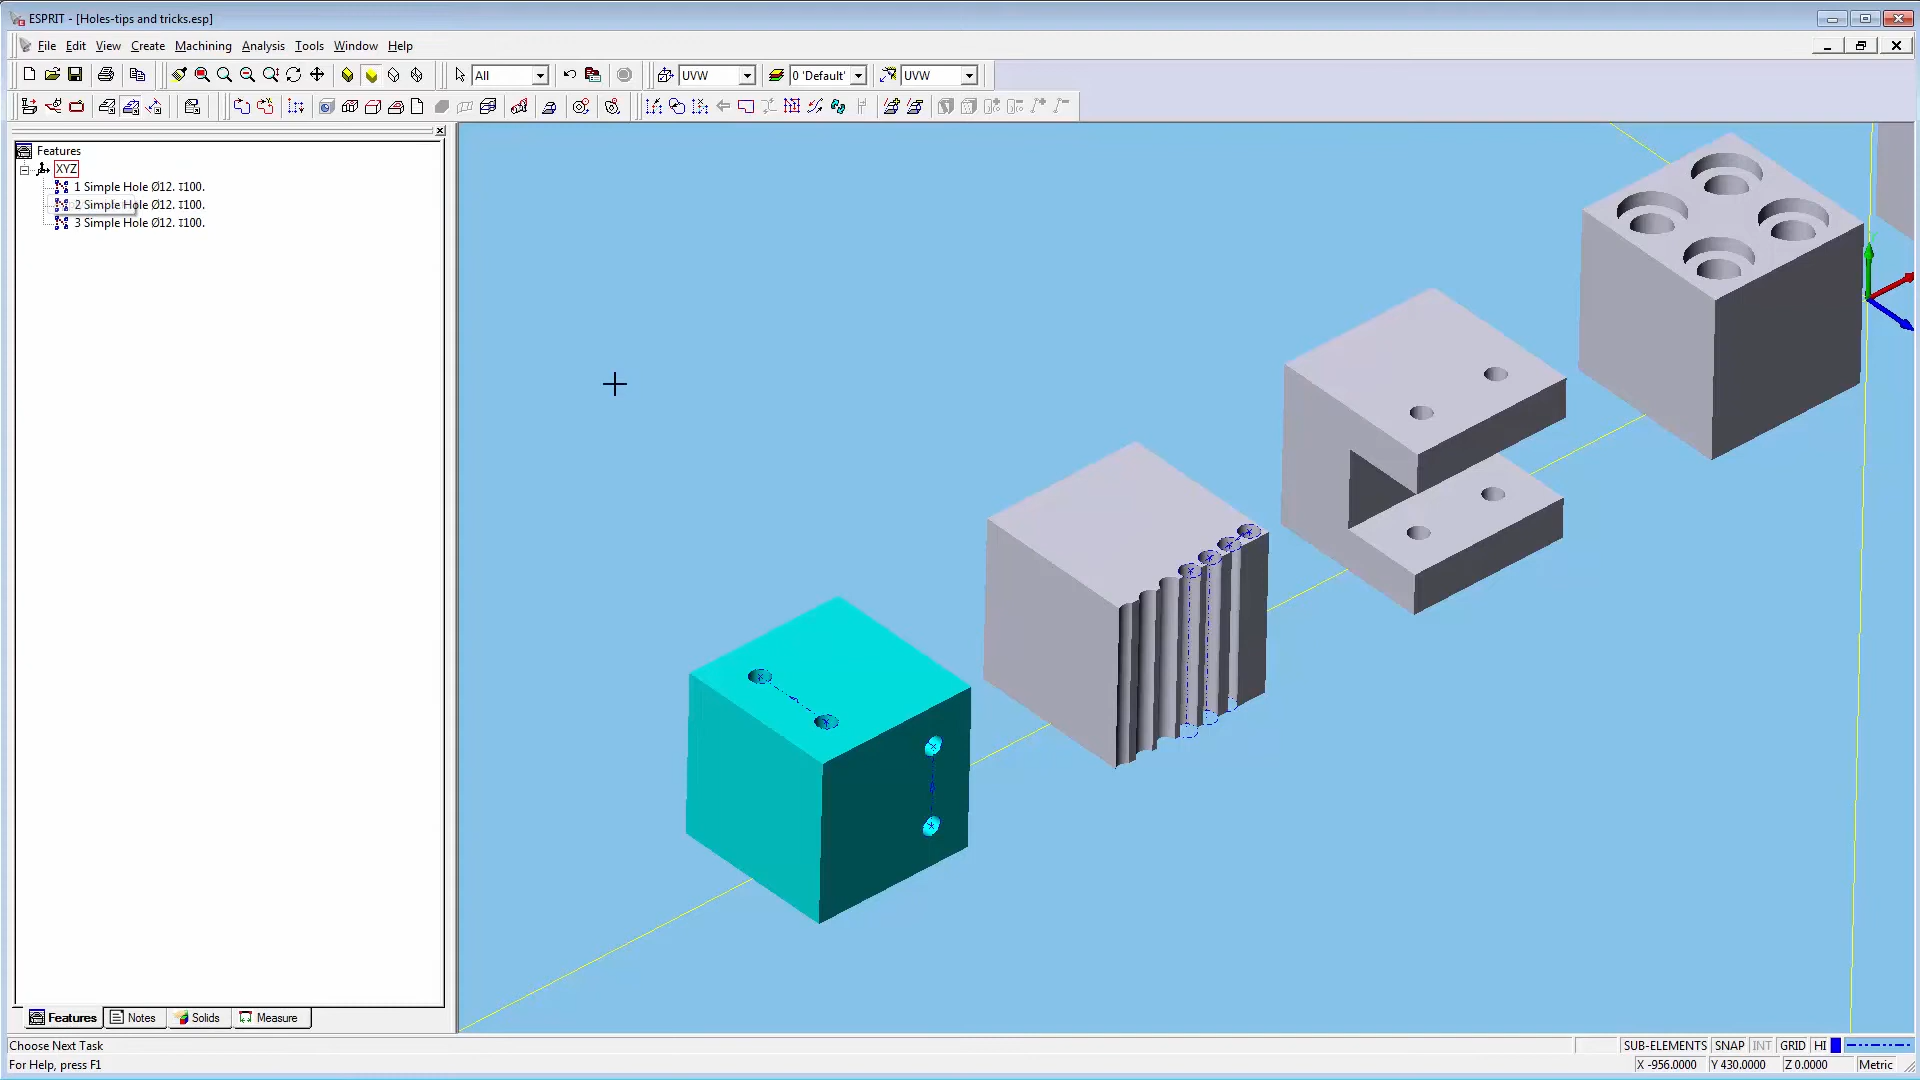 ESPRIT - [Holes-tips and tricks.esp]
File Edit View Create Machining Analysis Tools Window Help
All UVW 0 'Default' UVW
Features
XYZ
1 Simple Hole Ø12. ↧100.
2 Simple Hole Ø12. ↧100.
3 Simple Hole Ø12. ↧100.
Features Notes Solids Measure
Choose Next Task
SUB-ELEMENTS SNAP INT GRID HI
For Help, press F1
X -956.0000 Y 430.0000 Z 0.0000 Metric